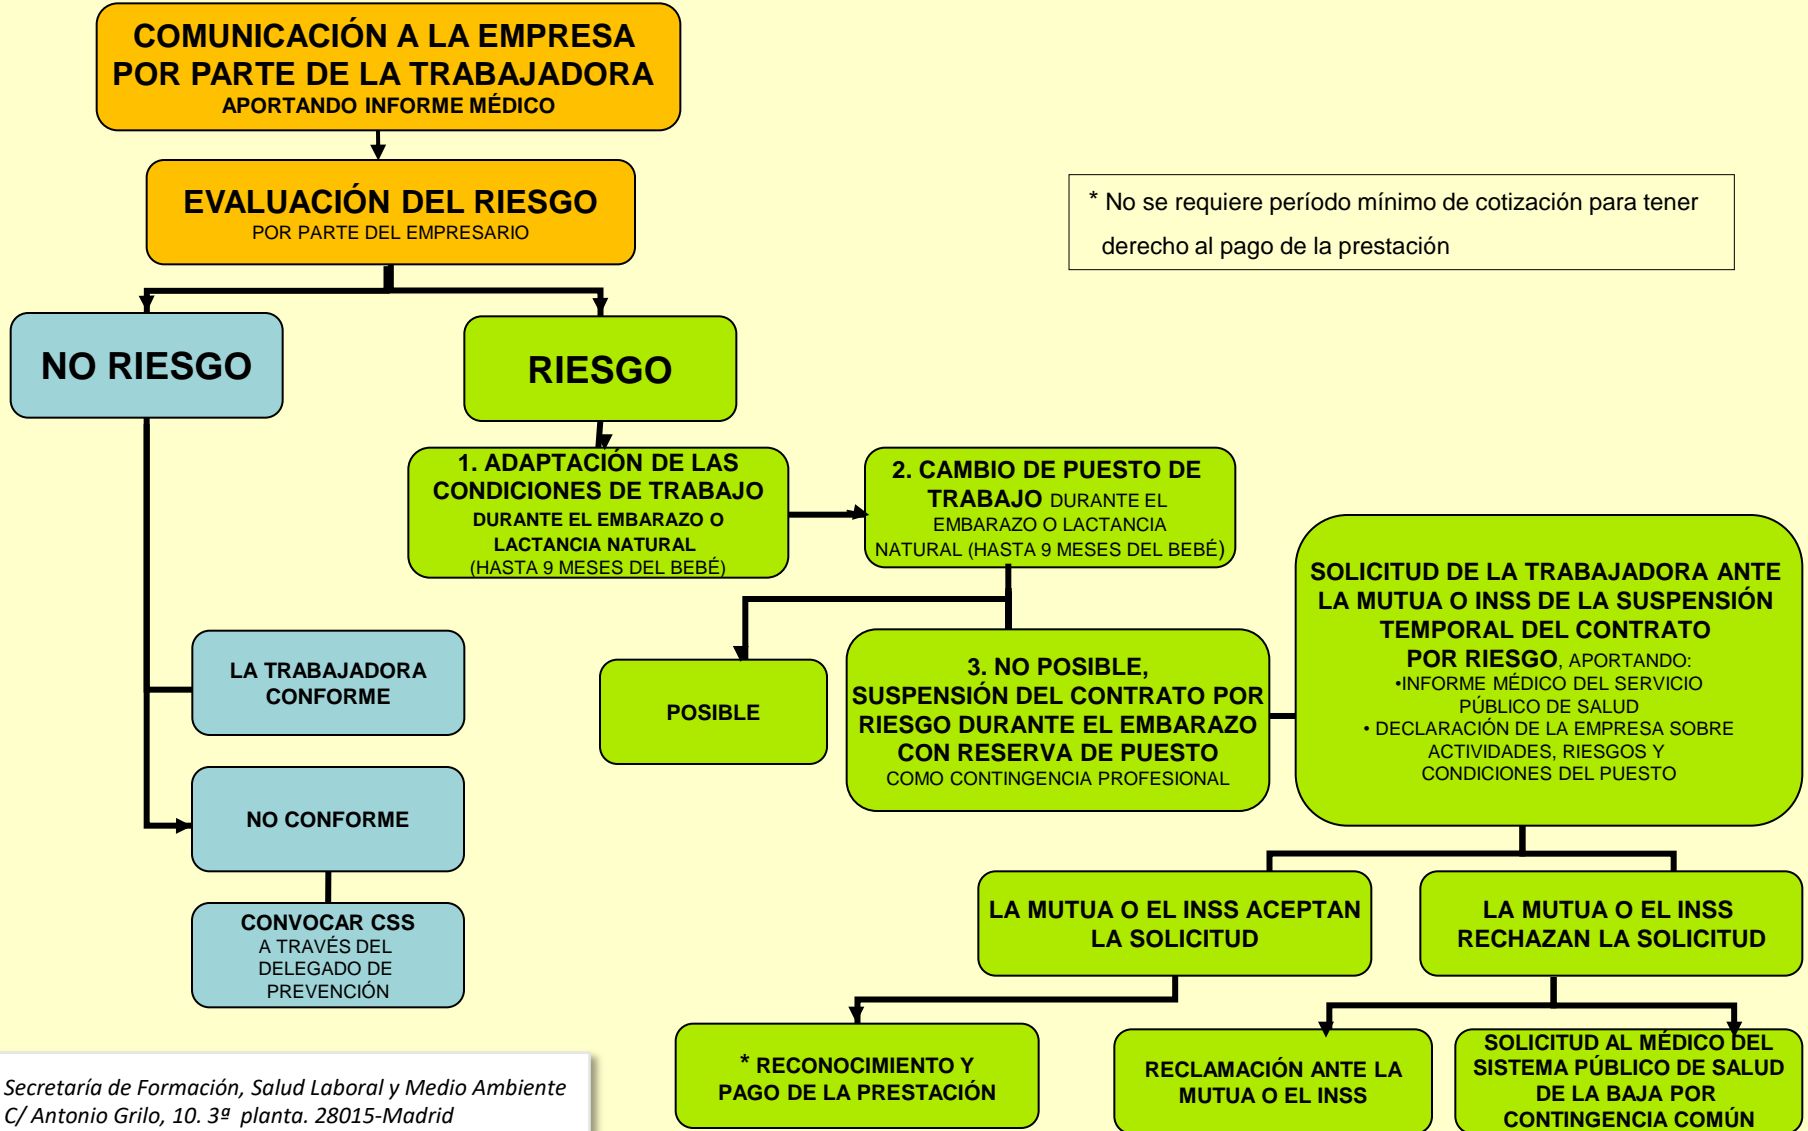 COMUNICACIÓN A LA EMPRESA
POR PARTE DE LA TRABAJADORA
APORTANDO INFORME MÉDICO
EVALUACIÓN DEL RIESGO
POR PARTE DEL EMPRESARIO
* No se requiere período mínimo de cotización para tener
derecho al pago de la prestación
NO RIESGO
RIESGO
1. ADAPTACIÓN DE LAS
CONDICIONES DE TRABAJO
DURANTE EL EMBARAZO O
LACTANCIA NATURAL
(HASTA 9 MESES DEL BEBÉ)
2. CAMBIO DE PUESTO DE
TRABAJO DURANTE EL
EMBARAZO O LACTANCIA
NATURAL (HASTA 9 MESES DEL BEBÉ)
POSIBLE
3. NO POSIBLE,
SUSPENSIÓN DEL CONTRATO POR
RIESGO DURANTE EL EMBARAZO
CON RESERVA DE PUESTO
COMO CONTINGENCIA PROFESIONAL
SOLICITUD DE LA TRABAJADORA ANTE
LA MUTUA O INSS DE LA SUSPENSIÓN
TEMPORAL DEL CONTRATO
POR RIESGO, APORTANDO:
•INFORME MÉDICO DEL SERVICIO
PÚBLICO DE SALUD
• DECLARACIÓN DE LA EMPRESA SOBRE
ACTIVIDADES, RIESGOS Y
CONDICIONES DEL PUESTO
LA TRABAJADORA
CONFORME
NO CONFORME
CONVOCAR CSS
A TRAVÉS DEL
DELEGADO DE
PREVENCIÓN
LA MUTUA O EL INSS ACEPTAN
LA SOLICITUD
LA MUTUA O EL INSS
RECHAZAN LA SOLICITUD
* RECONOCIMIENTO Y
PAGO DE LA PRESTACIÓN
RECLAMACIÓN ANTE LA
MUTUA O EL INSS
SOLICITUD AL MÉDICO DEL
SISTEMA PÚBLICO DE SALUD
DE LA BAJA POR
CONTINGENCIA COMÚN
Secretaría de Formación, Salud Laboral y Medio Ambiente
C/ Antonio Grilo, 10. 3ª planta. 28015-Madrid